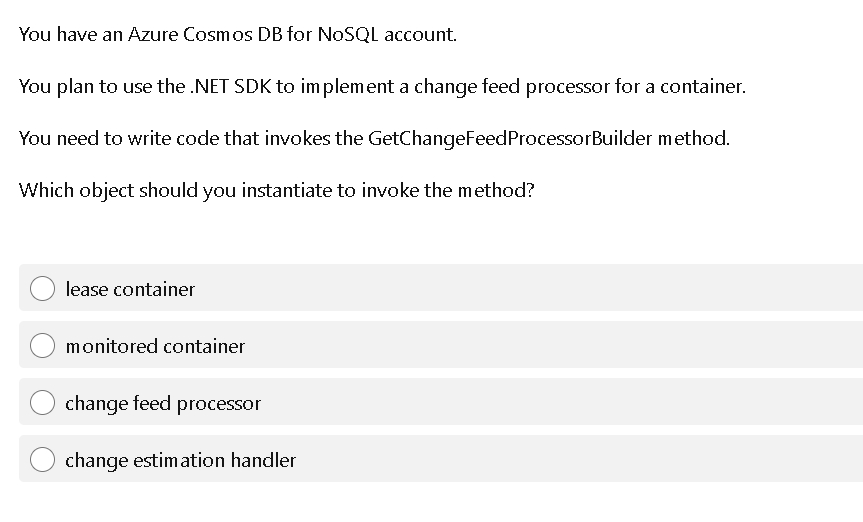 You have an Azure Cosmos DB for NoSQL account.
You plan to use the .NET SDK to implement a change feed processor for a container.
You need to write code that invokes the GetChangeFeedProcessorBuilder method.
Which object should you instantiate to invoke the method?
lease container
monitored container
change feed processor
change estimation handler